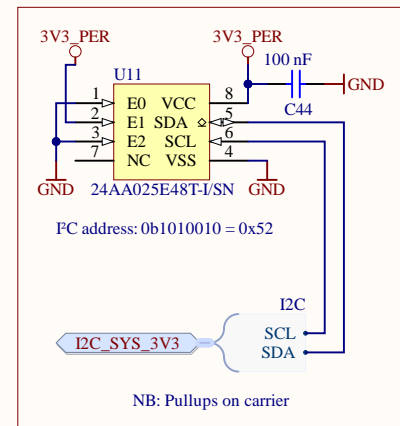 3V3_PER 3V3_PER
100 nF
U11
GND
C44
1 E0 VCC 8
2 E1 SDA 5
3 E2 SCL 6
7 NC VSS 4
GND GND
24AA025E48T-I/SN
I²C address: 0b1010010 = 0x52
I2C
SCL
I2C_SYS_3V3
SDA
NB: Pullups on carrier